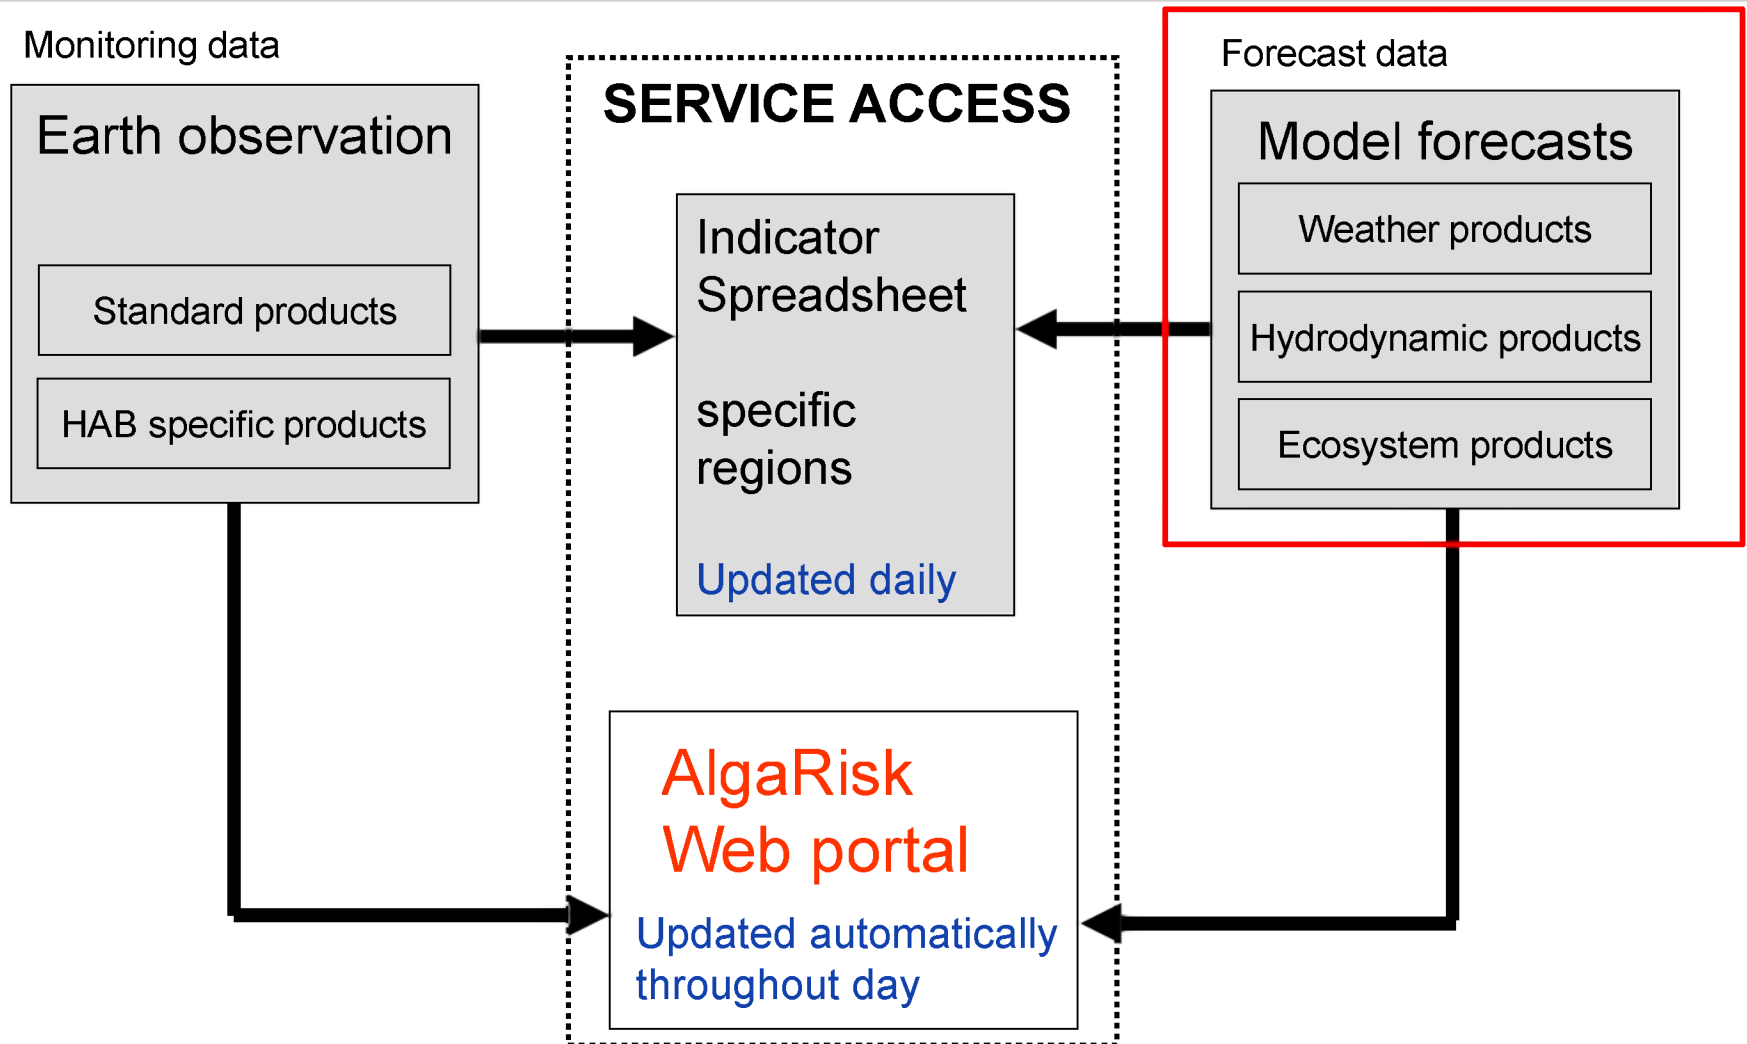 Monitoring data
Earth observation
Standard products
HAB specific products
SERVICE ACCESS
Indicator
Spreadsheet
specific
regions
Updated daily
AlgaRisk
Web portal
Updated automatically
throughout day
Forecast data
Model forecasts
Weather products
Hydrodynamic products
Ecosystem products